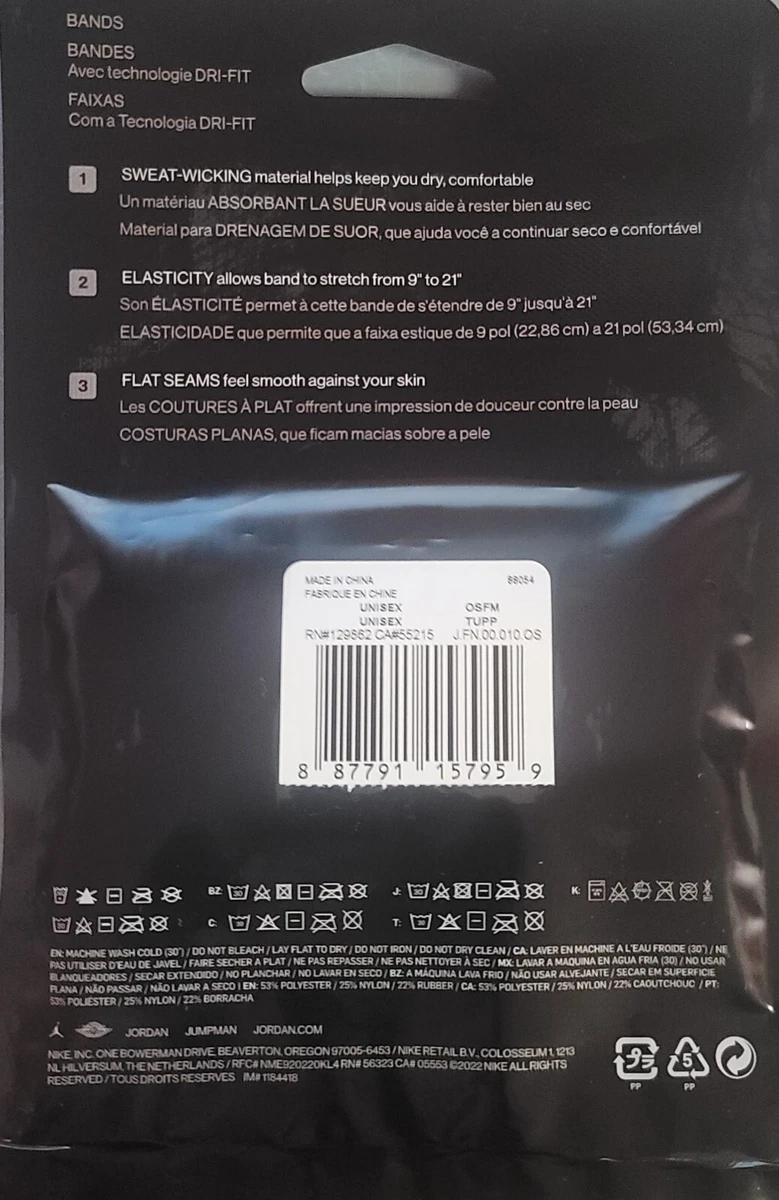 BANDS
BANDES
Avec technologie DRI-FIT
FAIXAS
Com a Tecnologia DRI-FIT
1
SWEAT-WICKING material helps keep you dry, comfortable
Un matériau ABSORBANT LA SUEUR vous aide à rester bien au sec
Material para DRENAGEM DE SUOR, que ajuda você a continuar seco e confortável
2
ELASTICITY allows band to stretch from 9" to 21"
Son ÉLASTICITÉ permet à cette bande de s'étendre de 9" jusqu'à 21"
ELASTICIDADE que permite que a faixa estique de 9 pol (22,86 cm) a 21 pol (53,34 cm)
3
FLAT SEAMS feel smooth against your skin
Les COUTURES À PLAT offrent une impression de douceur contre la peau
COSTURAS PLANAS, que ficam macias sobre a pele
MADE IN CHINA 88054
FABRIQUE EN CHINE
UNISEX OSFM
UNISEX TUPP
RN#129862 CA#55215 J.FN.00.010.OS
8 87791 15795 9
BZ: J: K:
C: T:
EN: MACHINE WASH COLD (30°) / DO NOT BLEACH / LAY FLAT TO DRY / DO NOT IRON / DO NOT DRY CLEAN / CA: LAVER EN MACHINE A L'EAU FROIDE (30°) / NE
PAS UTILISER D'EAU DE JAVEL / FAIRE SECHER A PLAT / NE PAS REPASSER / NE PAS NETTOYER À SEC / MX: LAVAR A MAQUINA EN AGUA FRIA (30) / NO USAR
BLANQUEADORES / SECAR EXTENDIDO / NO PLANCHAR / NO LAVAR EN SECO / BZ: A MÁQUINA LAVA FRIO / NÃO USAR ALVEJANTE / SECAR EM SUPERFICIE
PLANA / NÃO PASSAR / NÃO LAVAR A SECO | EN: 53% POLYESTER / 25% NYLON / 22% RUBBER / CA: 53% POLYESTER / 25% NYLON / 22% CAOUTCHOUC / PT:
53% POLIÉSTER / 25% NYLON / 22% BORRACHA
JORDAN JUMPMAN JORDAN.COM
NIKE, INC. ONE BOWERMAN DRIVE, BEAVERTON, OREGON 97005-6453 / NIKE RETAIL B.V., COLOSSEUM 1, 1213
NL HILVERSUM, THE NETHERLANDS / RFC# NME920220KL4 RN# 56323 CA# 05553 ©2022 NIKE ALL RIGHTS
RESERVED / TOUS DROITS RESERVES IM# 1184418
5
PP PP